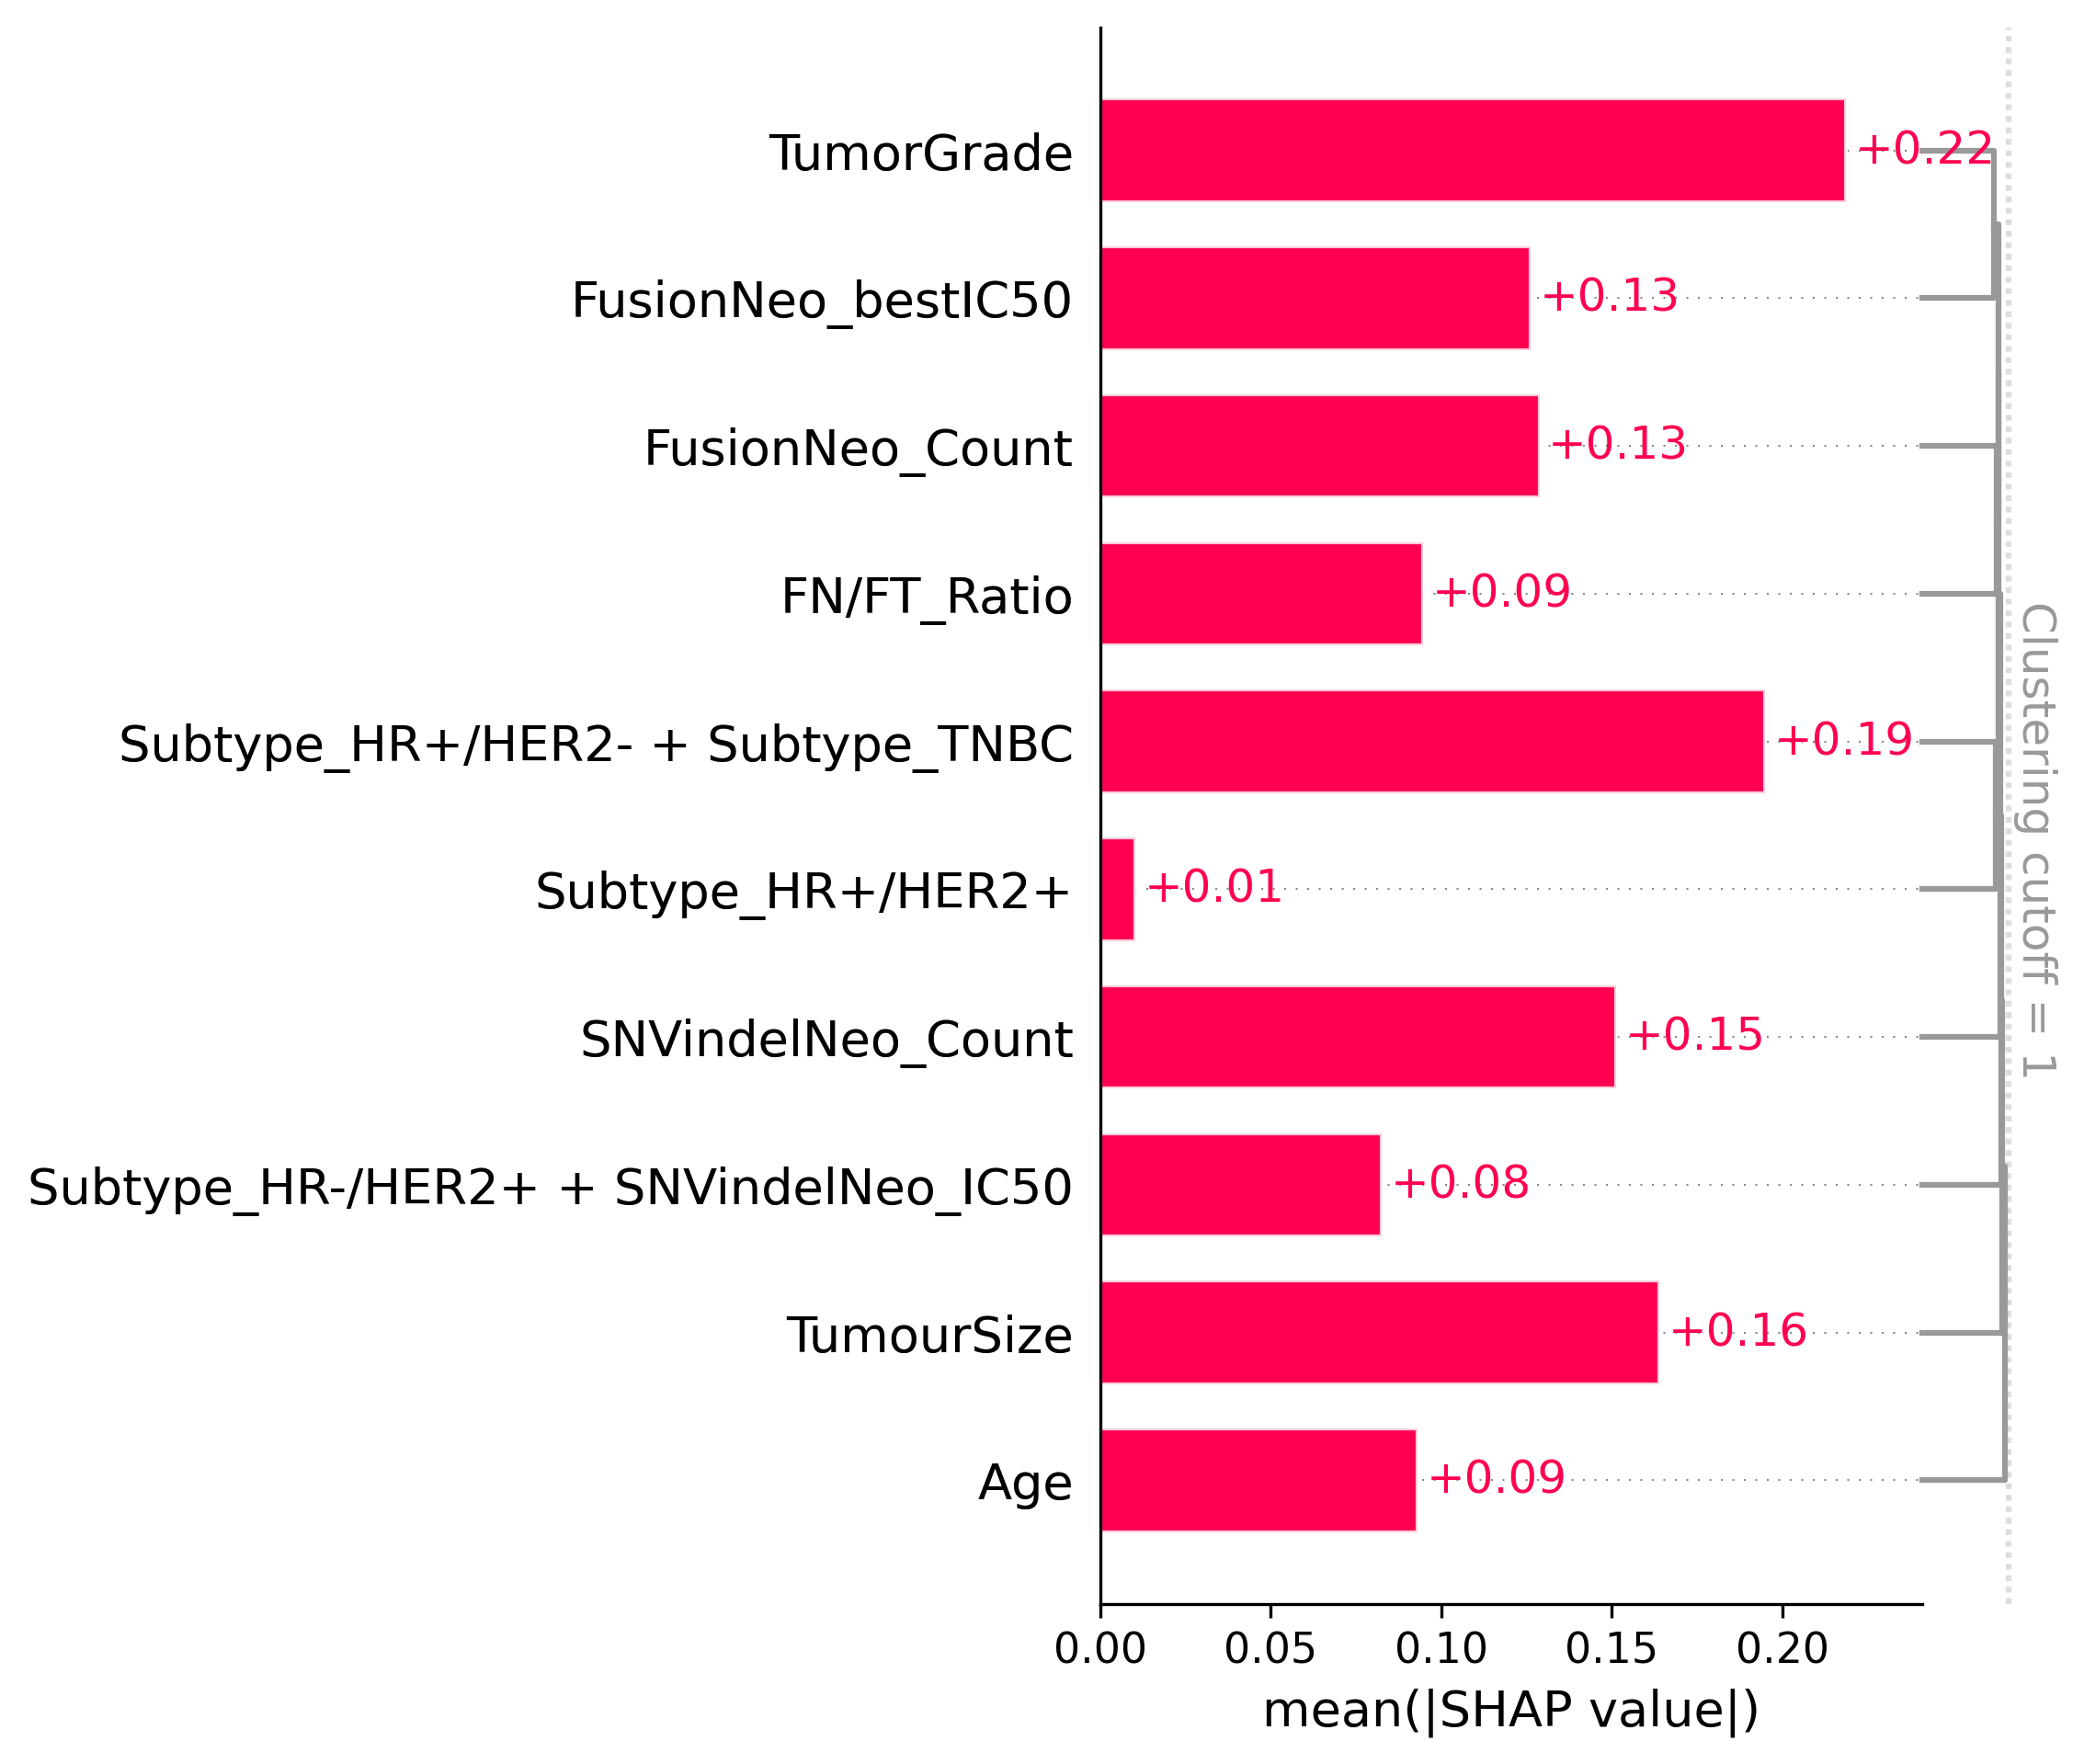 TumorGrade
+0.22
FusionNeo_bestIC50
+0.13
FusionNeo_Count
+0.13
FN/FT_Ratio
+0.09
Subtype_HR+/HER2- + Subtype_TNBC
+0.19
Subtype_HR+/HER2+
+0.01
SNVindelNeo_Count
+0.15
Subtype_HR-/HER2+ + SNVindelNeo_IC50
+0.08
TumourSize
+0.16
Age
+0.09
Clustering cutoff = 1
0.00 0.05 0.10 0.15 0.20
mean(|SHAP value|)